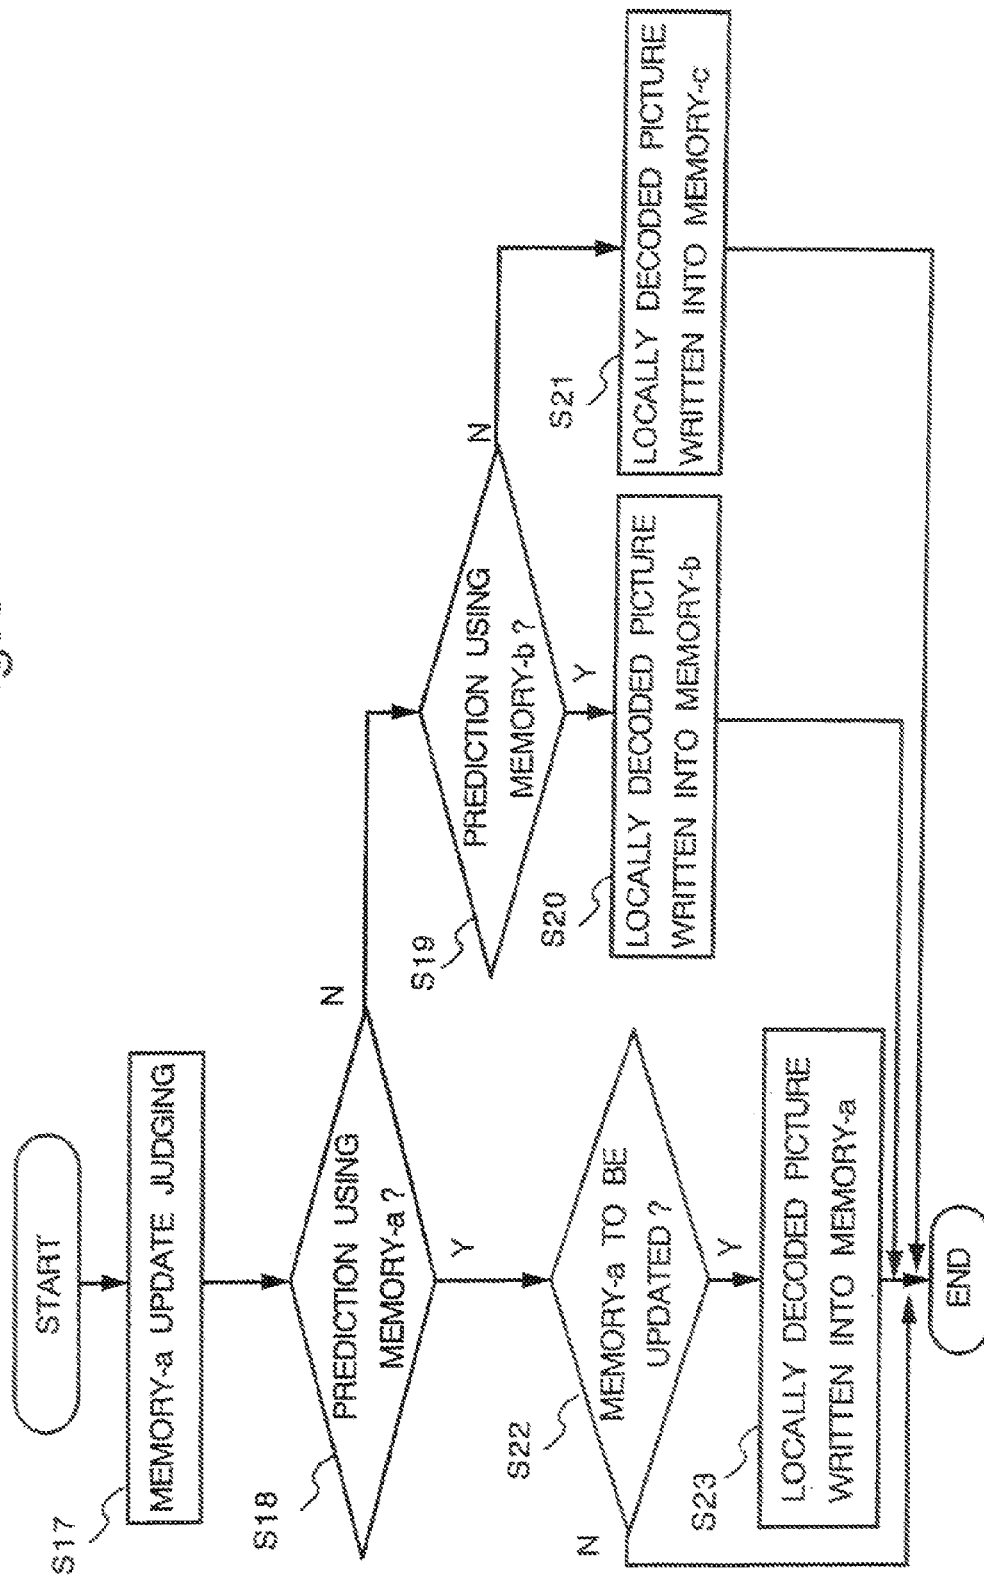 START
S17
MEMORY-a UPDATE JUDGING
S18
PREDICTION USING
MEMORY-a ?
N
Y
S19
PREDICTION USING
MEMORY-b ?
N
Y
S22
MEMORY-a TO BE
UPDATED ?
N
Y
S20
LOCALLY DECODED PICTURE
WRITTEN INTO MEMORY-b
S21
LOCALLY DECODED PICTURE
WRITTEN INTO MEMORY-c
S23
LOCALLY DECODED PICTURE
WRITTEN INTO MEMORY-a
END